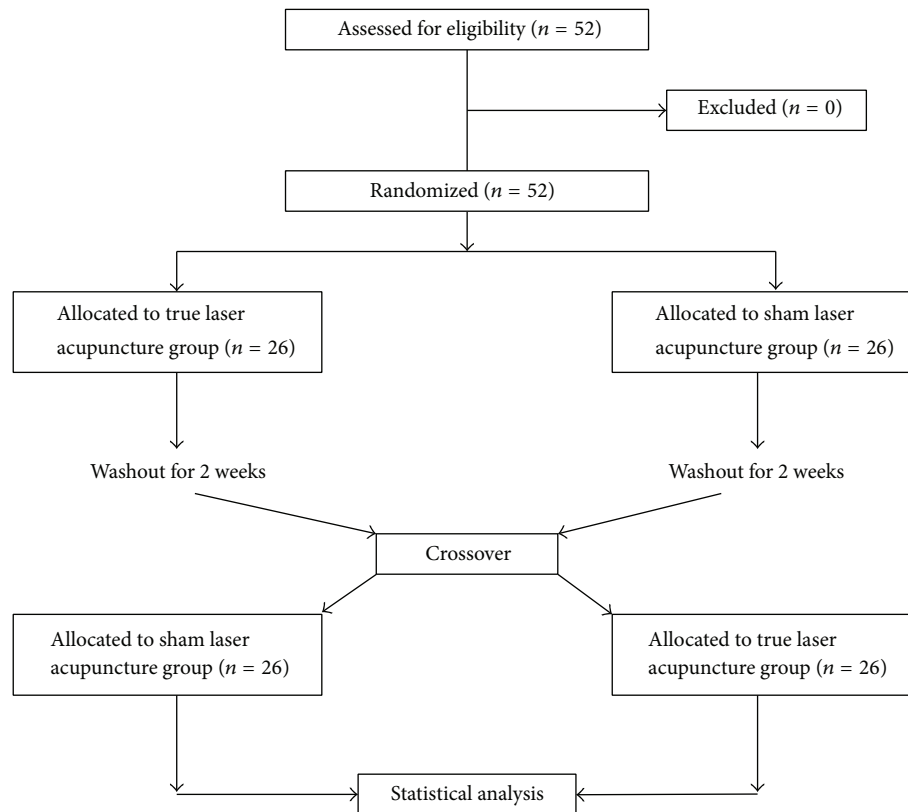 Assessed for eligibility (n = 52)
Excluded (n = 0)
Randomized (n = 52)
Allocated to true laser
acupuncture group (n = 26)
Allocated to sham laser
acupuncture group (n = 26)
Washout for 2 weeks
Washout for 2 weeks
Crossover
Allocated to sham laser
acupuncture group (n = 26)
Allocated to true laser
acupuncture group (n = 26)
Statistical analysis